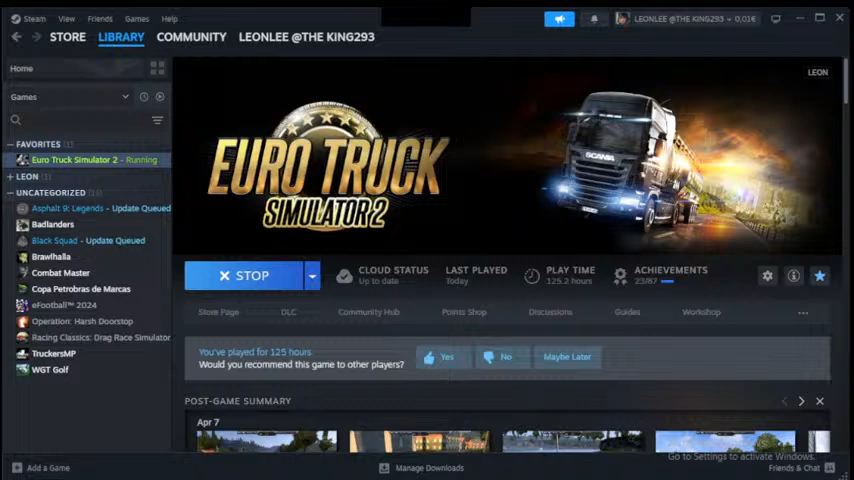 Steam View Friends Games Help LEONLEE @THE KING293 0,01€
STORE LIBRARY COMMUNITY LEONLEE @THE KING293
Home
LEON
Games
EURO TRUCK
SIMULATOR 2
SCANIA
FAVORITES (1)
Euro Truck Simulator 2 - Running
LEON (1)
UNCATEGORIZED
Asphalt 9: Legends - Update Queued
Badlanders
Black Squad - Update Queued
Brawlhalla
Combat Master
Copa Petrobras de Marcas
eFootball™ 2024
Operation: Harsh Doorstop
Racing Classics: Drag Race Simulator
TruckersMP
WGT Golf
STOP
CLOUD STATUS
Up to date
LAST PLAYED
Today
PLAY TIME
125.2 hours
ACHIEVEMENTS
23/87
Store Page DLC Community Hub Points Shop Discussions Guides Workshop ...
You've played for 125 hours
Would you recommend this game to other players?
Yes No Maybe Later
POST-GAME SUMMARY
Apr 7
Go to Settings to activate Windows.
Add a Game Manage Downloads Friends & Chat